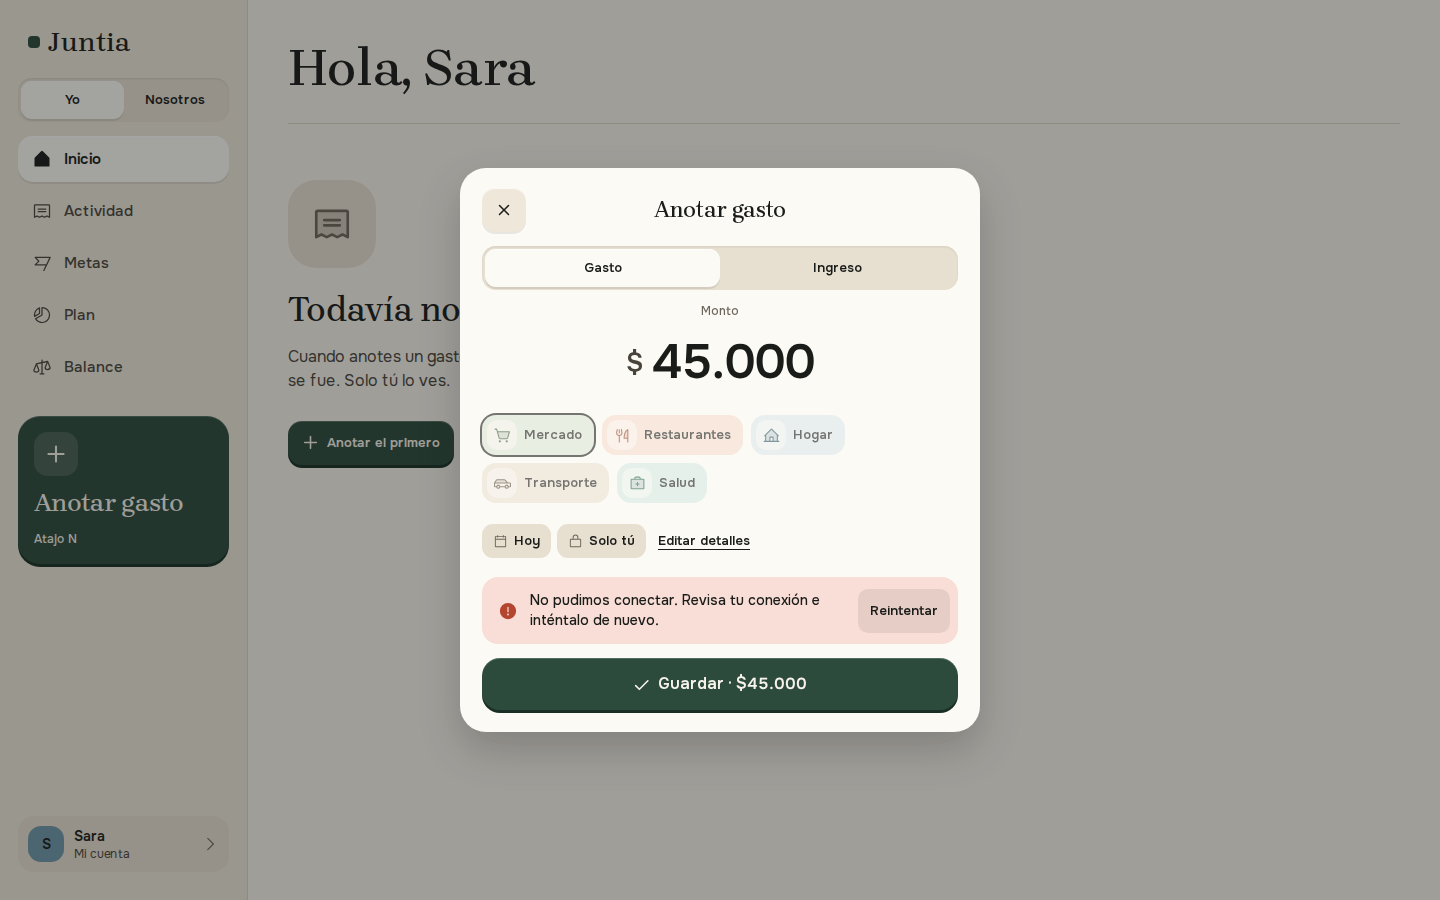 Juntia
Yo
Nosotros
Inicio
Actividad
Metas
Plan
Balance
Anotar gasto
Atajo N
S
Sara
Mi cuenta
Hola, Sara
Todavía no
Cuando anotes un gast
se fue. Solo tú lo ves.
Anotar el primero
Anotar gasto
Gasto
Ingreso
Monto
$ 45.000
Mercado
Restaurantes
Hogar
Transporte
Salud
Hoy
Solo tú
Editar detalles
No pudimos conectar. Revisa tu conexión e
inténtalo de nuevo.
Reintentar
Guardar · $45.000